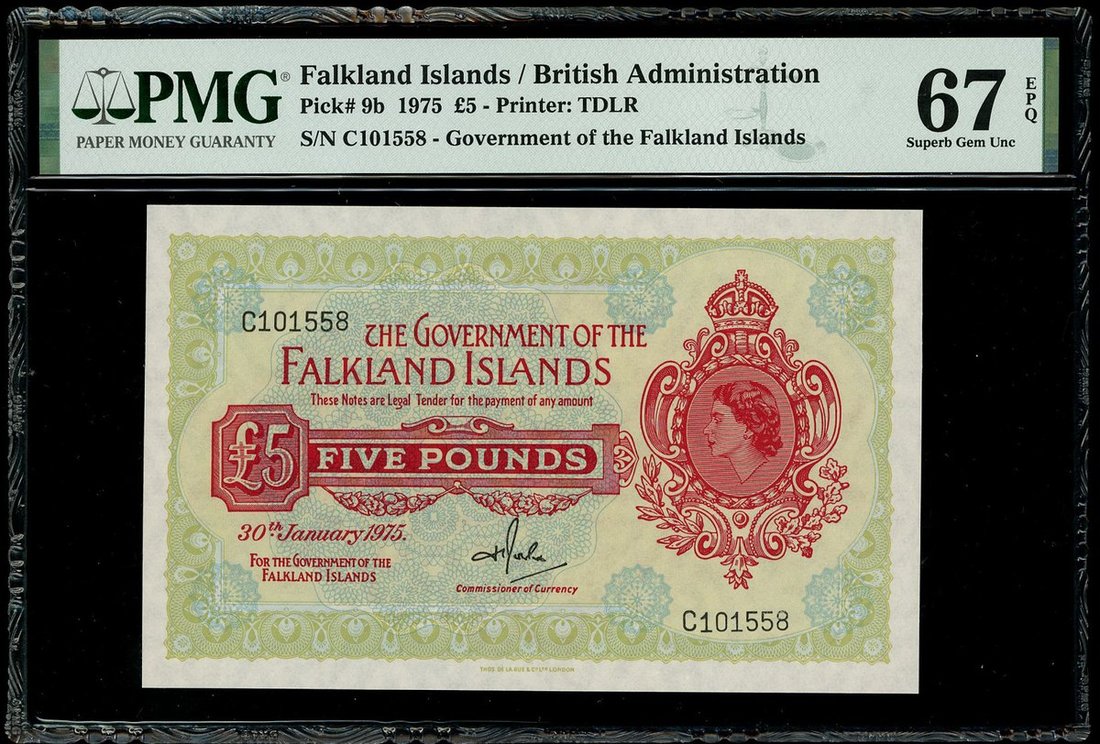 PMG®
PAPER MONEY GUARANTY
Falkland Islands / British Administration
Pick# 9b 1975 £5 - Printer: TDLR
S/N C101558 - Government of the Falkland Islands
67
EPQ
Superb Gem Unc
C101558
THE GOVERNMENT OF THE
FALKLAND ISLANDS
These Notes are Legal Tender for the payment of any amount
£5
FIVE POUNDS
30th January 1975.
FOR THE GOVERNMENT OF THE
FALKLAND ISLANDS
Commissioner of Currency
C101558
THOS DE LA RUE & CO LTD LONDON